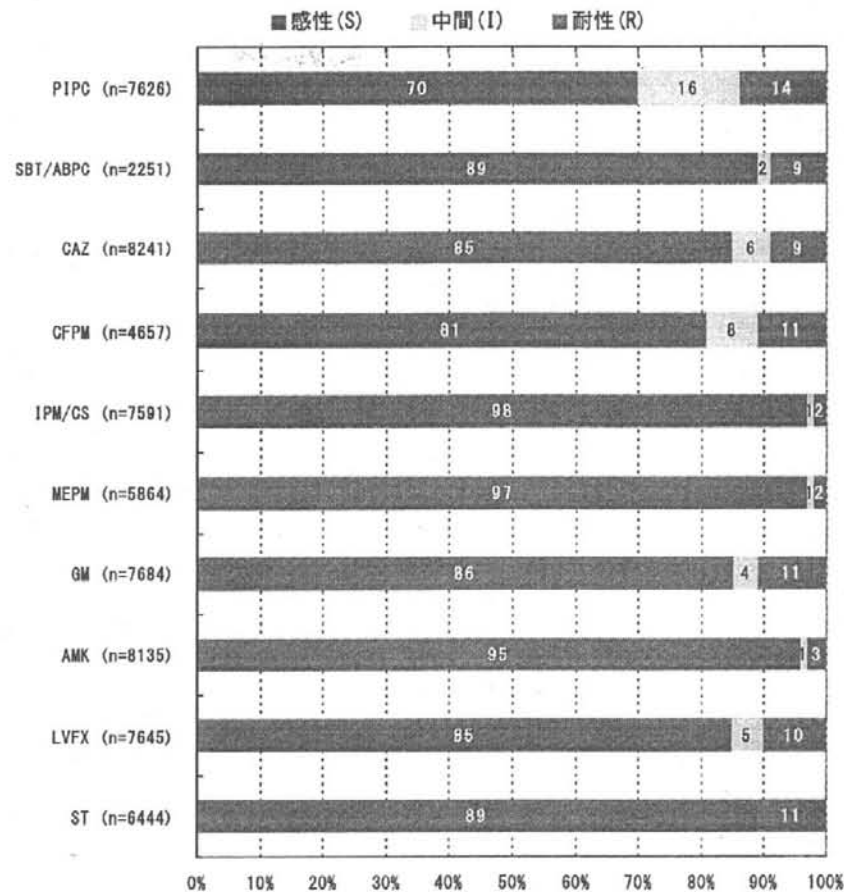 ■感性(S) 中間(I) ■耐性(R)
PIPC (n=7626) 70 16 14
SBT/ABPC (n=2251) 89 2 9
CAZ (n=8241) 85 6 9
CFPM (n=4657) 81 8 11
IPM/CS (n=7591) 98 1 2
MEPM (n=5864) 97 1 2
GM (n=7684) 86 4 11
AMK (n=8135) 95 1 3
LVFX (n=7645) 85 5 10
ST (n=6444) 89 11
0% 10% 20% 30% 40% 50% 60% 70% 80% 90% 100%